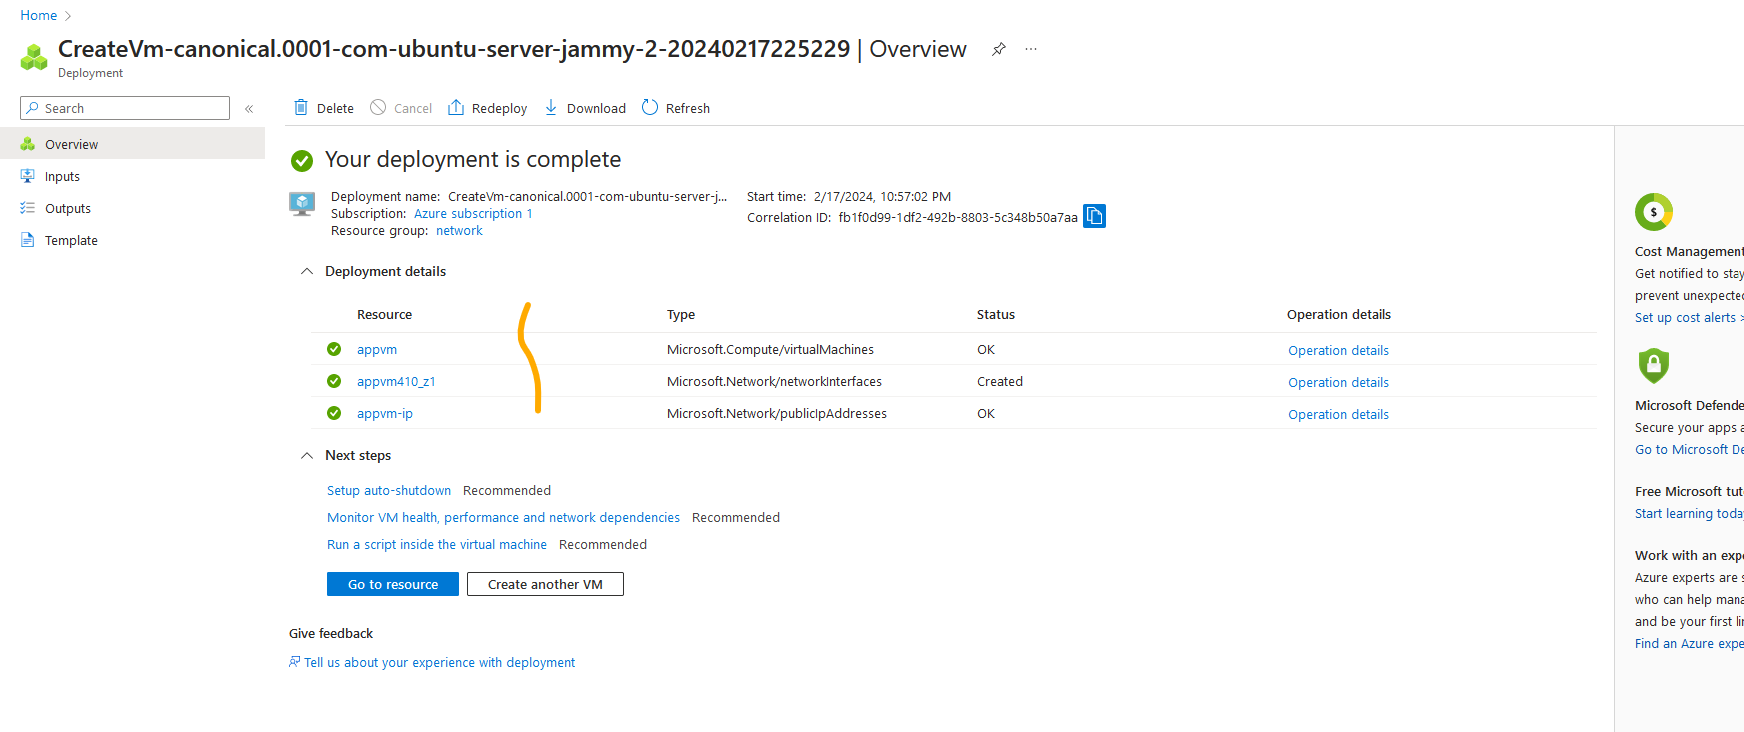 Home
CreateVm-canonical.0001-com-ubuntu-server-jammy-2-20240217225229 | Overview
Deployment
Search
Delete Cancel Redeploy Download Refresh
Overview
Inputs
Outputs
Template
Your deployment is complete
Deployment name: CreateVm-canonical.0001-com-ubuntu-server-j...
Subscription: Azure subscription 1
Resource group: network
Start time: 2/17/2024, 10:57:02 PM
Correlation ID: fb1f0d99-1df2-492b-8803-5c348b50a7aa
Deployment details
Resource Type Status Operation details
appvm Microsoft.Compute/virtualMachines OK Operation details
appvm410_z1 Microsoft.Network/networkInterfaces Created Operation details
appvm-ip Microsoft.Network/publicIpAddresses OK Operation details
Next steps
Setup auto-shutdown Recommended
Monitor VM health, performance and network dependencies Recommended
Run a script inside the virtual machine Recommended
Go to resource Create another VM
Give feedback
Tell us about your experience with deployment
$
Cost Management
Get notified to stay
prevent unexpected
Set up cost alerts >
Microsoft Defende
Secure your apps a
Go to Microsoft De
Free Microsoft tut
Start learning today
Work with an expe
Azure experts are s
who can help mana
and be your first lin
Find an Azure expe